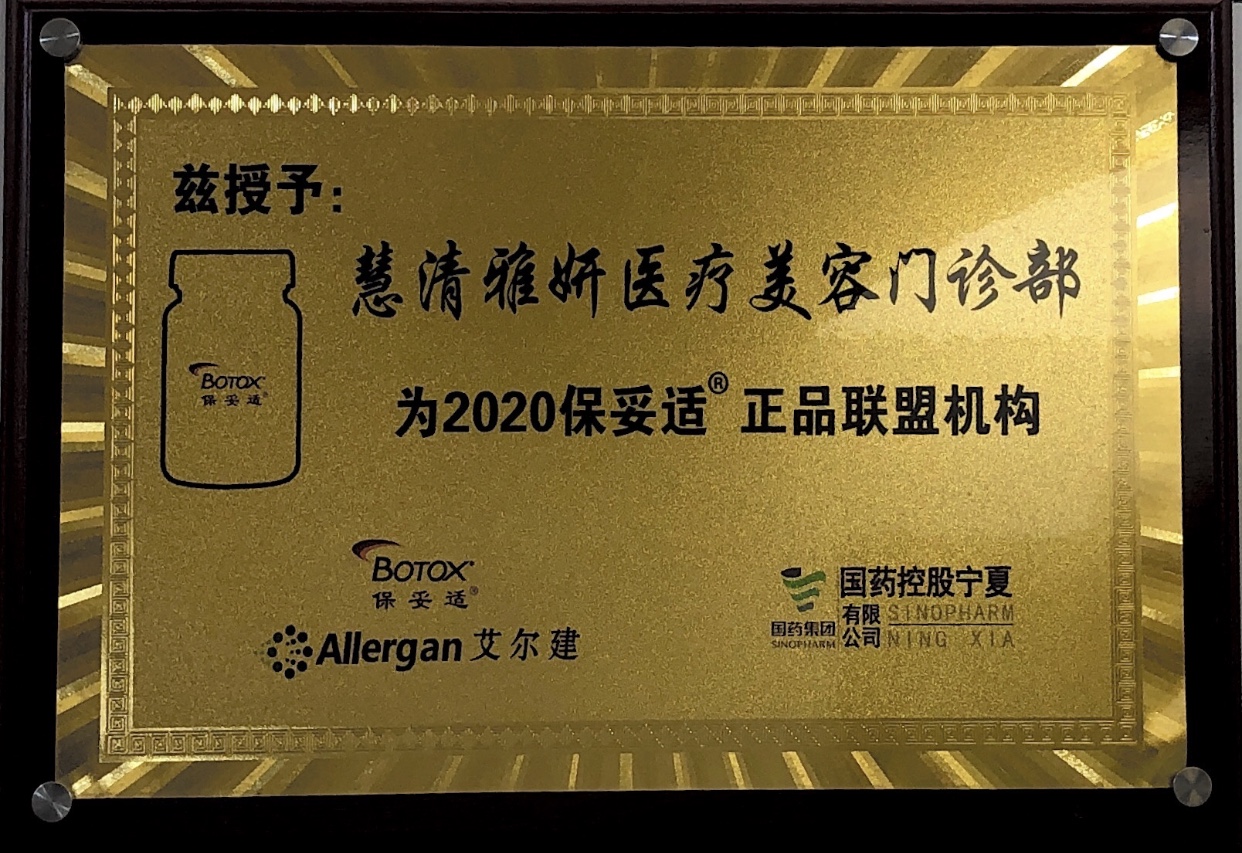 兹授予：
慧清雅妍医疗美容门诊部
BOTOX®
保妥适®
为2020保妥适® 正品联盟机构
BOTOX®
保妥适®
Allergan 艾尔建
国药集团
SINOPHARM
国药控股宁夏
有限公司
SINOPHARM
NING XIA